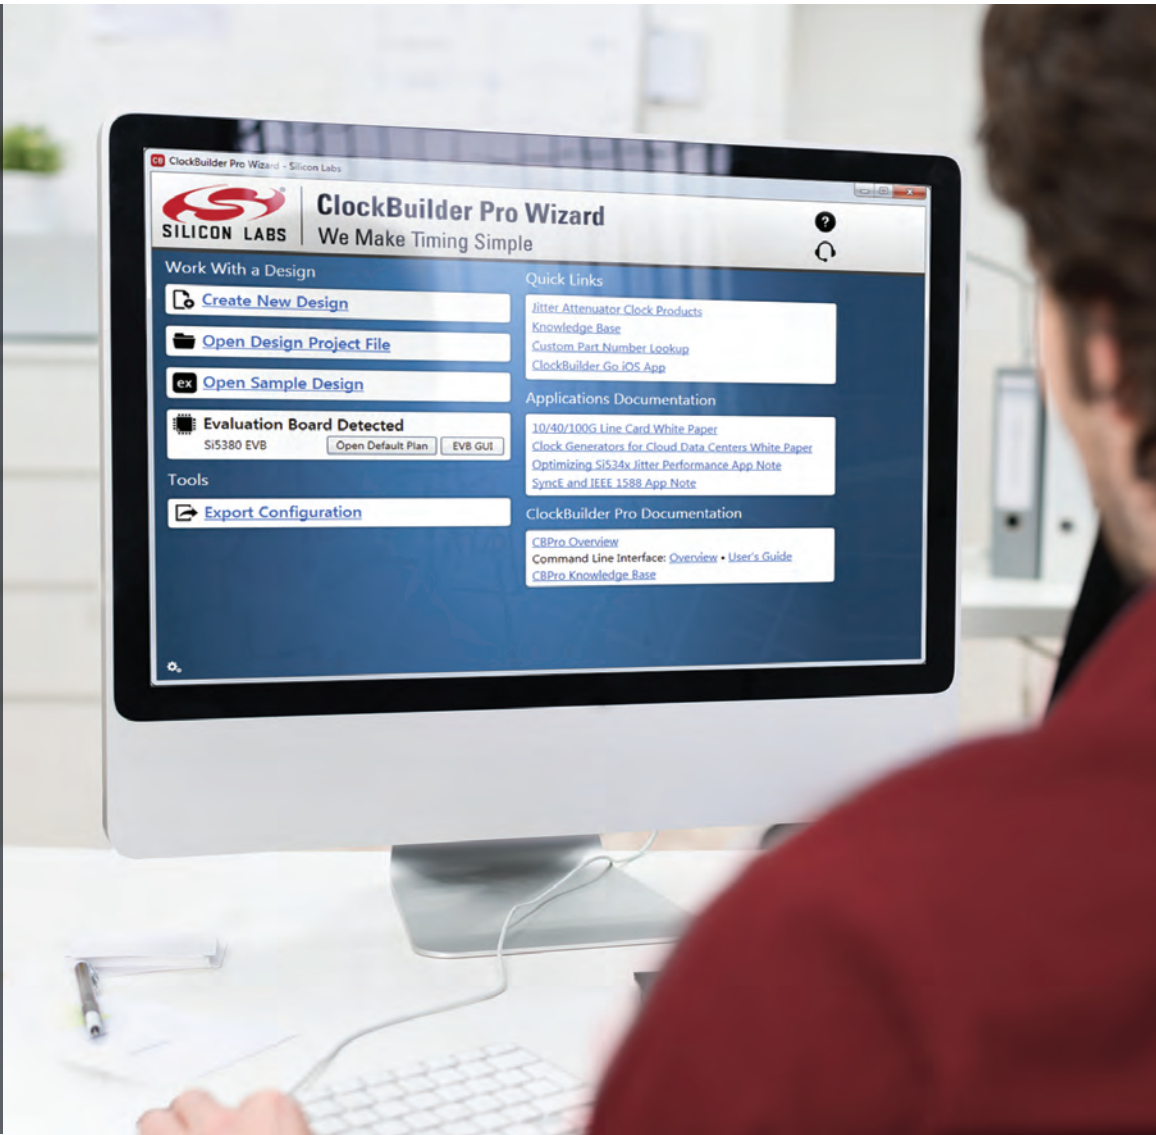 CB ClockBuilder Pro Wizard - Silicon Labs
SILICON LABS
ClockBuilder Pro Wizard
We Make Timing Simple
?
Work With a Design
Create New Design
Open Design Project File
ex Open Sample Design
Evaluation Board Detected
Si5380 EVB Open Default Plan EVB GUI
Tools
Export Configuration
Quick Links
Jitter Attenuator Clock Products
Knowledge Base
Custom Part Number Lookup
ClockBuilder Go iOS App
Applications Documentation
10/40/100G Line Card White Paper
Clock Generators for Cloud Data Centers White Paper
Optimizing Si534x Jitter Performance App Note
SyncE and IEEE 1588 App Note
ClockBuilder Pro Documentation
CBPro Overview
Command Line Interface: Overview • User's Guide
CBPro Knowledge Base